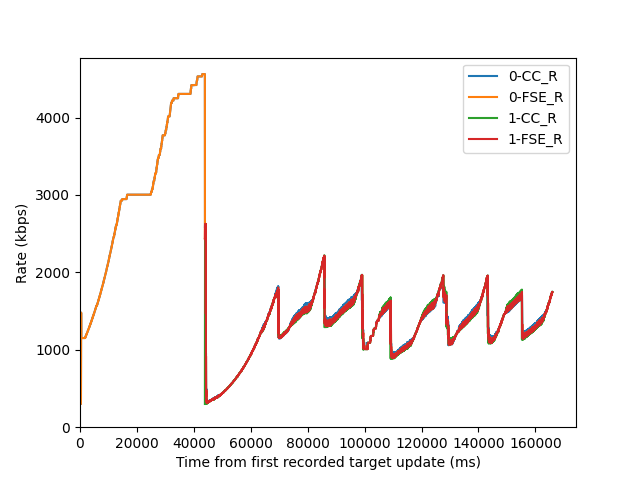 0-CC_R
0-FSE_R
1-CC_R
1-FSE_R
4000
3000
2000
1000
0
Rate (kbps)
0 20000 40000 60000 80000 100000 120000 140000 160000
Time from first recorded target update (ms)